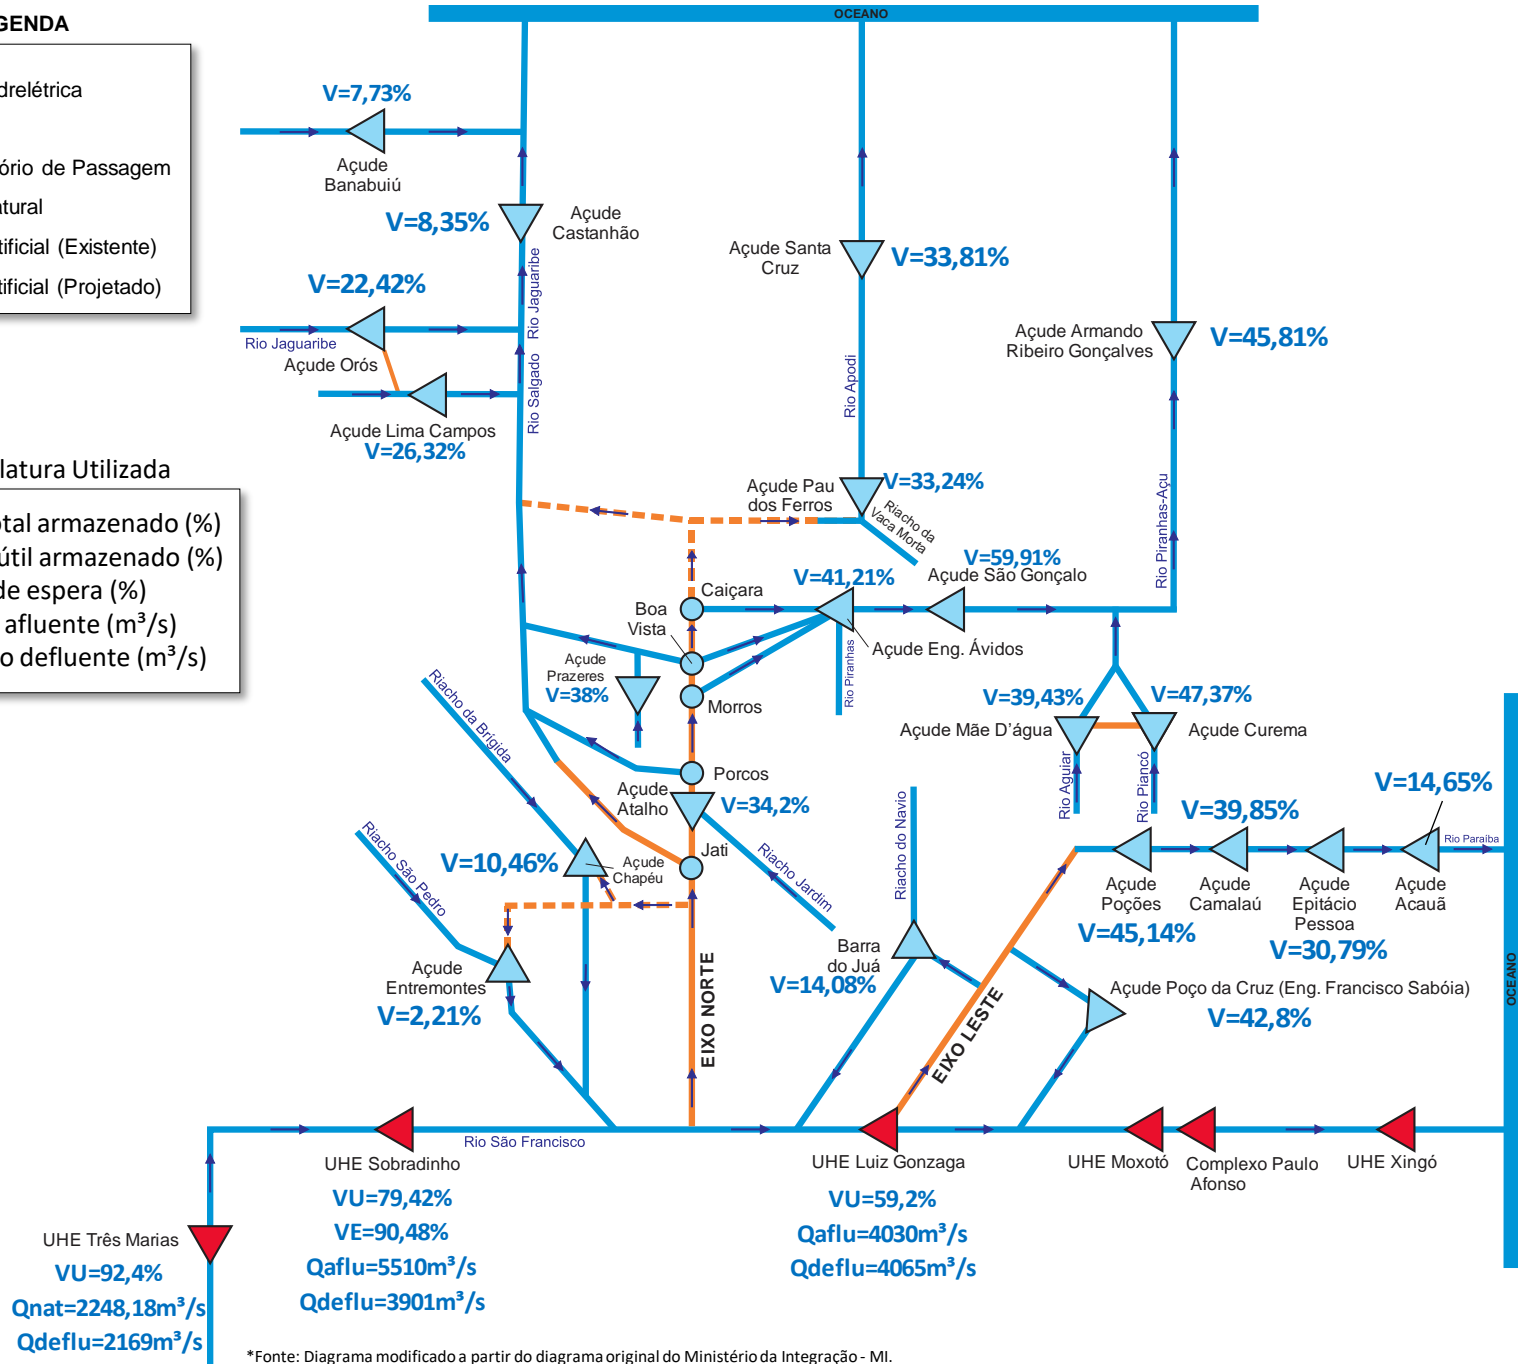 OCEANO
GENDA
drelétrica
ório de Passagem
atural
tificial (Existente)
tificial (Projetado)
V=7,73%
Açude
Banabuiú
V=8,35%
Açude
Castanhão
Rio Jaguaribe
V=22,42%
Rio Jaguaribe
Açude Orós
Rio Salgado
Açude Lima Campos
V=26,32%
Açude Santa
Cruz
V=33,81%
Rio Apodi
Açude Armando
Ribeiro Gonçalves
V=45,81%
latura Utilizada
otal armazenado (%)
útil armazenado (%)
de espera (%)
afluente (m³/s)
o defluente (m³/s)
Açude Pau
dos Ferros
V=33,24%
Riacho da
Vaca Morta
Rio Piranhas-Açu
V=59,91%
Açude São Gonçalo
V=41,21%
Caiçara
Boa
Vista
Açude Eng. Ávidos
Rio Piranhas
Açude
Prazeres
V=38%
Morros
Riacho da Brígida
V=39,43%
Açude Mãe D'água
V=47,37%
Açude Curema
Rio Aguiar
Rio Piancó
Porcos
Açude
Atalho
V=34,2%
Riacho do Navio
V=14,65%
V=39,85%
Rio Paraíba
Riacho São Pedro
V=10,46%
Açude
Chapéu
Jati
Riacho Jardim
Açude
Poções
V=45,14%
Açude
Camalaú
Açude
Epitácio
Pessoa
V=30,79%
Açude
Acauã
Açude
Entremontes
V=2,21%
EIXO NORTE
Barra
do Juá
V=14,08%
EIXO LESTE
Açude Poço da Cruz (Eng. Francisco Sabóia)
V=42,8%
OCEANO
Rio São Francisco
UHE Sobradinho
VU=79,42%
VE=90,48%
Qaflu=5510m³/s
Qdeflu=3901m³/s
UHE Luiz Gonzaga
VU=59,2%
Qaflu=4030m³/s
Qdeflu=4065m³/s
UHE Moxotó
Complexo Paulo
Afonso
UHE Xingó
UHE Três Marias
VU=92,4%
Qnat=2248,18m³/s
Qdeflu=2169m³/s
*Fonte: Diagrama modificado a partir do diagrama original do Ministério da Integração - MI.